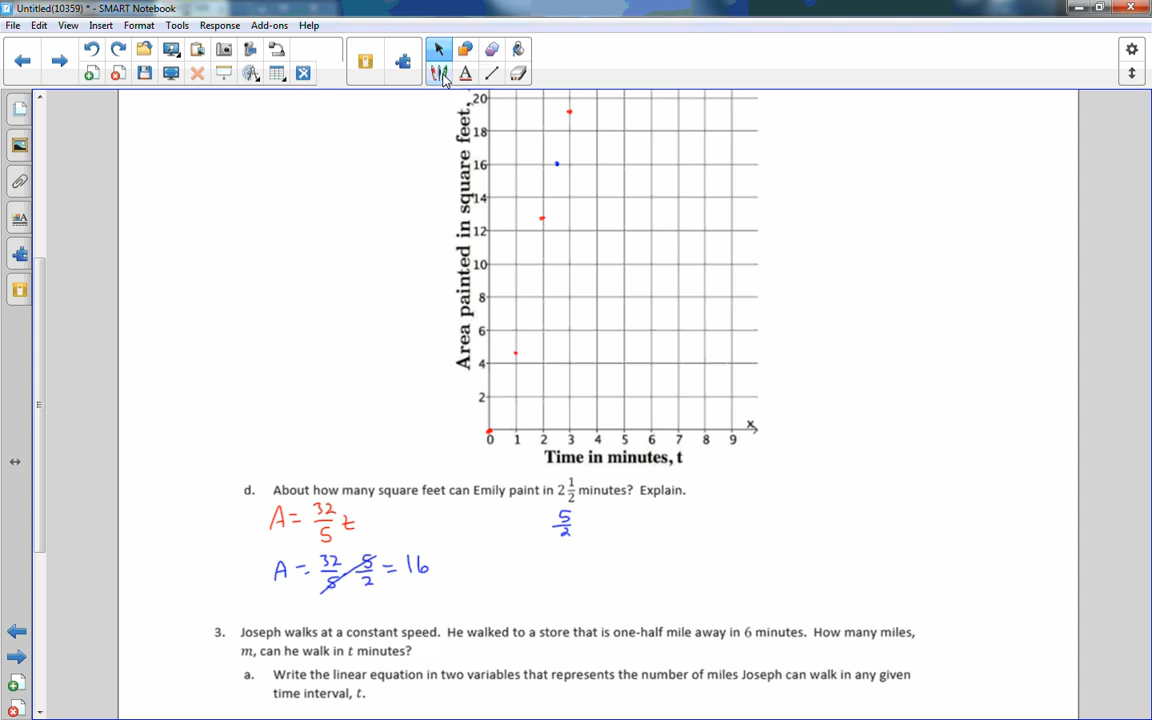 Untitled(10359) * - SMART Notebook
File Edit View Insert Format Tools Response Add-ons Help
Area painted in square feet,
20
18
16
14
12
10
8
6
4
2
x
0 1 2 3 4 5 6 7 8 9
Time in minutes, t
d. About how many square feet can Emily paint in 2 1/2 minutes? Explain.
A = 32/5 t
5/2
A = 32/5 · 5/2 = 16
3. Joseph walks at a constant speed. He walked to a store that is one-half mile away in 6 minutes. How many miles,
m, can he walk in t minutes?
a. Write the linear equation in two variables that represents the number of miles Joseph can walk in any given
time interval, t.